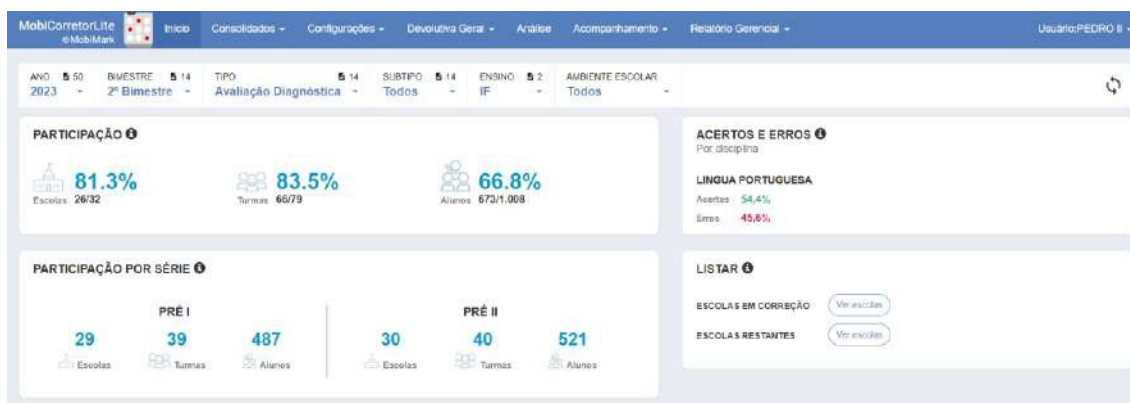 MobiCorretorLite
©MobiMark
Início Consolidados Configurações Devolutiva Geral Análise Acompanhamento Relatório Gerencial Usuário:PEDRO
ANO 50 BIMESTRE 14 TIPO 14 SUBTIPO 14 ENSINO 2 AMBIENTE ESCOLAR
2023 2º Bimestre Avaliação Diagnóstica Todos IF Todos
PARTICIPAÇÃO
81.3%
Escolas 26/32
83.5%
Turmas 66/79
66.8%
Alunos 673/1.008
ACERTOS E ERROS
Por disciplina
LINGUA PORTUGUESA
Acertos 54,4%
Erros 45,6%
PARTICIPAÇÃO POR SÉRIE
PRÉ I
29 39 487
Escolas Turmas Alunos
PRÉ II
30 40 521
Escolas Turmas Alunos
LISTAR
ESCOLAS EM CORREÇÃO Ver escolas
ESCOLAS RESTANTES Ver escolas